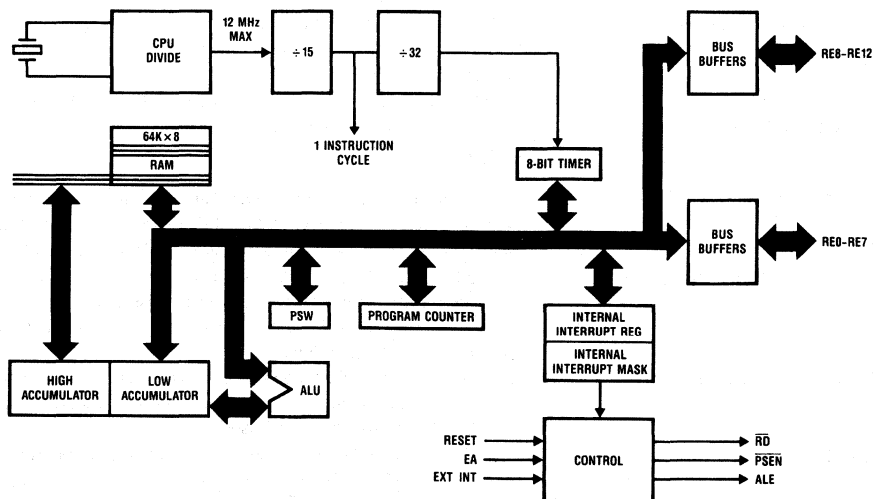 CPU
DIVIDE
12 MHz
MAX
÷15
÷32
BUS
BUFFERS
RE8–RE12
1 INSTRUCTION
CYCLE
64K×8
RAM
8-BIT TIMER
BUS
BUFFERS
RE0–RE7
PSW
PROGRAM COUNTER
INTERNAL
INTERRUPT REG
INTERNAL
INTERRUPT MASK
HIGH
ACCUMULATOR
LOW
ACCUMULATOR
ALU
RESET
EA
EXT INT
CONTROL
R̅D̅
P̅S̅E̅N̅
ALE